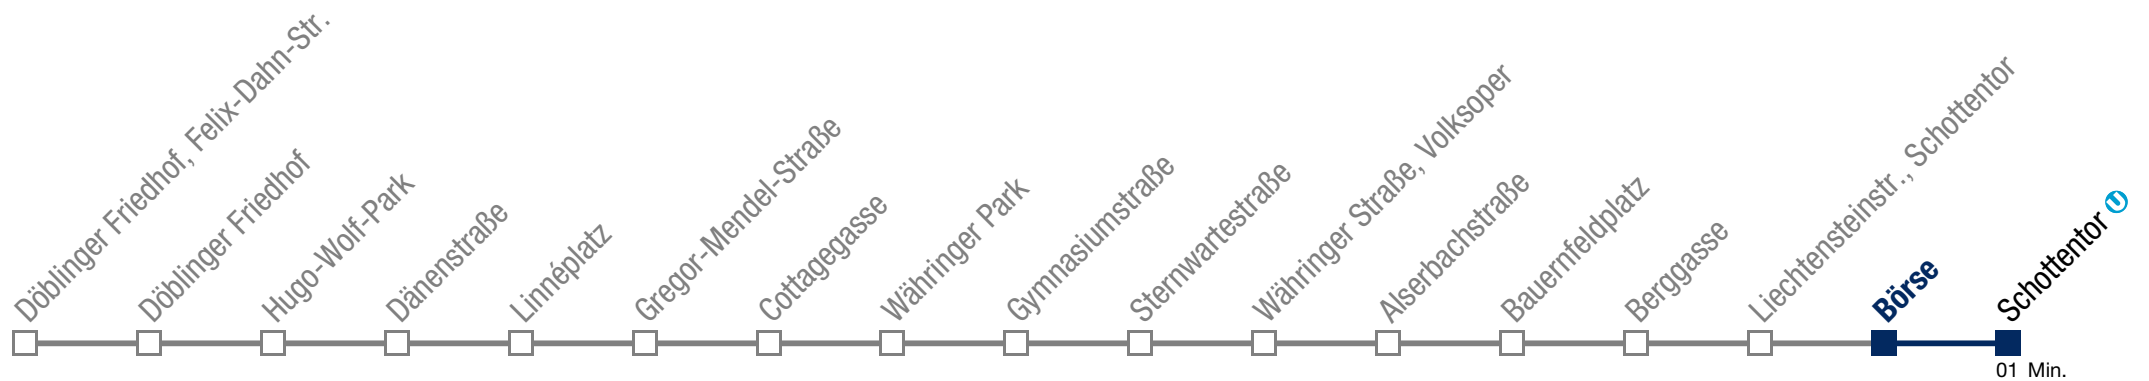 Döblinger Friedhof, Felix-Dahn-Str.
Döblinger Friedhof
Hugo-Wolf-Park
Dänenstraße
Linnéplatz
Gregor-Mendel-Straße
Cottagegasse
Währinger Park
Gymnasiumstraße
Sternwartestraße
Währinger Straße, Volksoper
Alserbachstraße
Bauernfeldplatz
Berggasse
Liechtensteinstr., Schottentor
Börse
Schottentor U
01 Min.